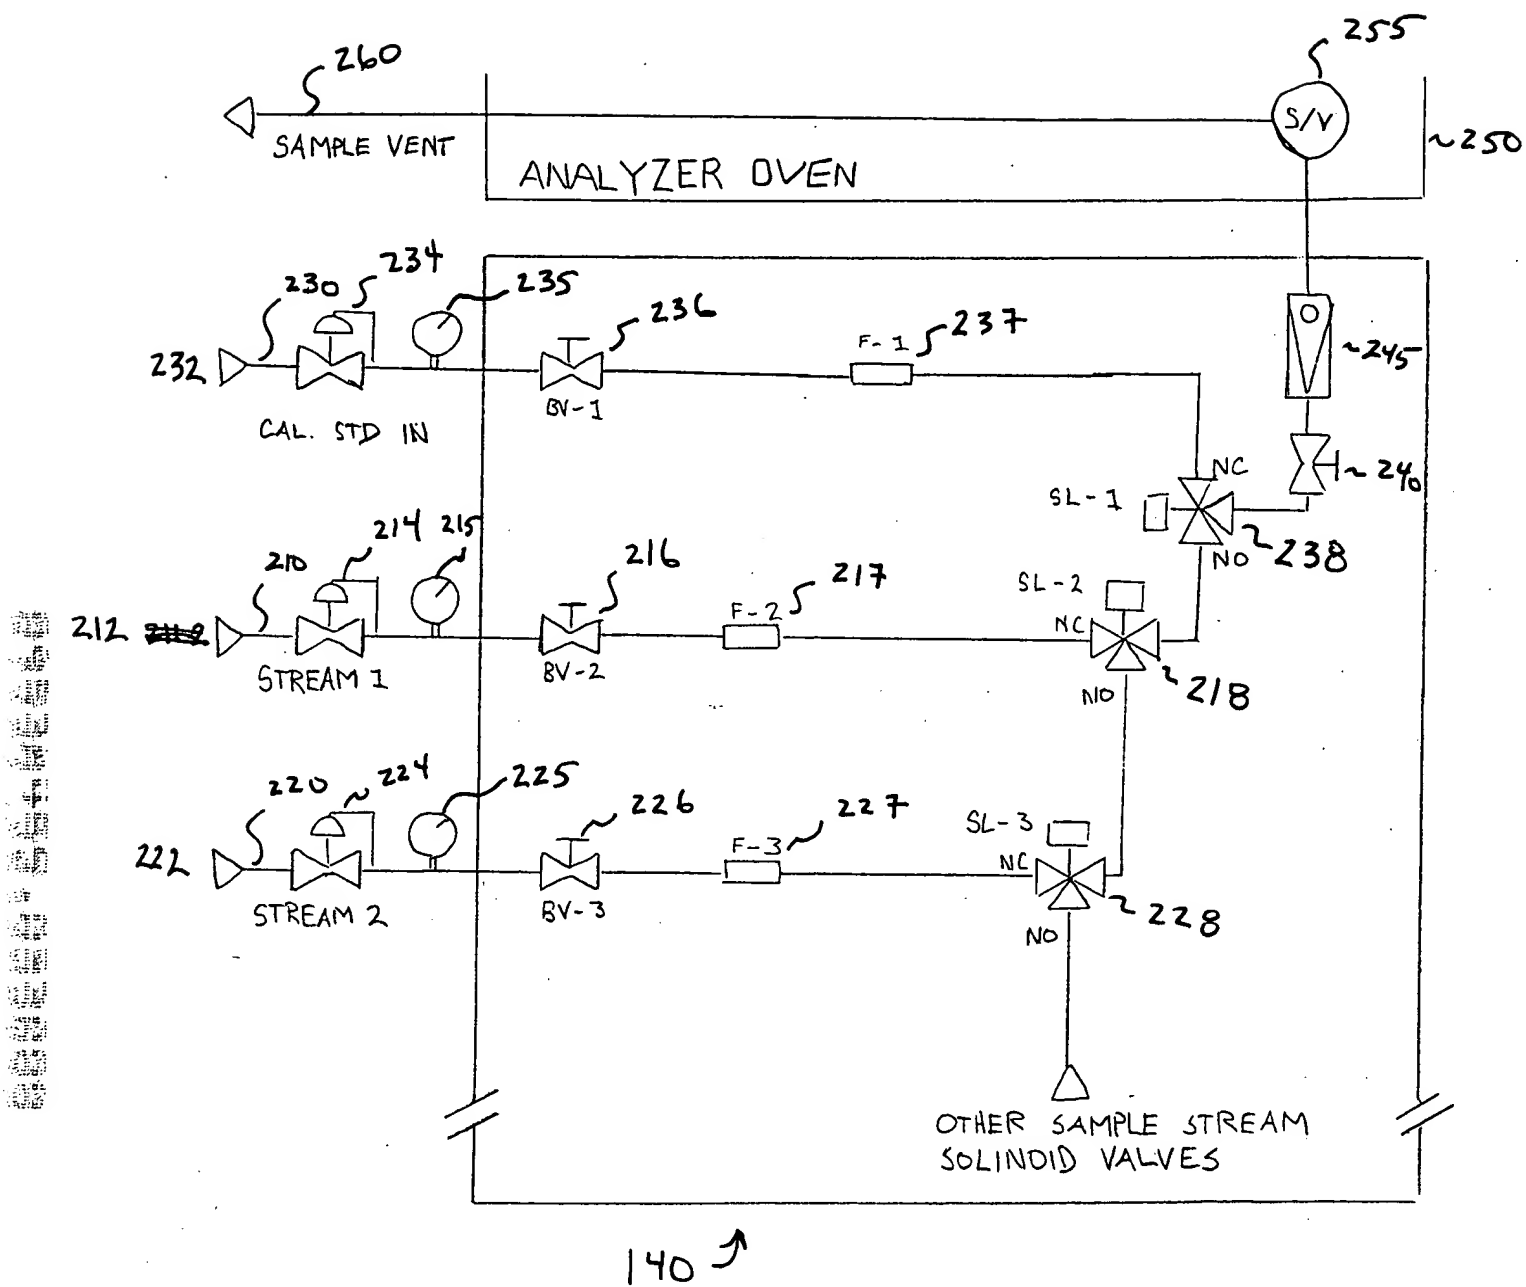 255
260
S/V
SAMPLE VENT
~250
ANALYZER OVEN
234
230
235
236
F-1
237
232
~245
BV-1
CAL. STD IN
NC
~240
SL-1
238
NO
214
215
210
216
217
SL-2
212
F-2
NC
STREAM 1
BV-2
218
NO
224
225
220
226
227
SL-3
222
F-3
NC
STREAM 2
BV-3
228
NO
OTHER SAMPLE STREAM
SOLINOID VALVES
140